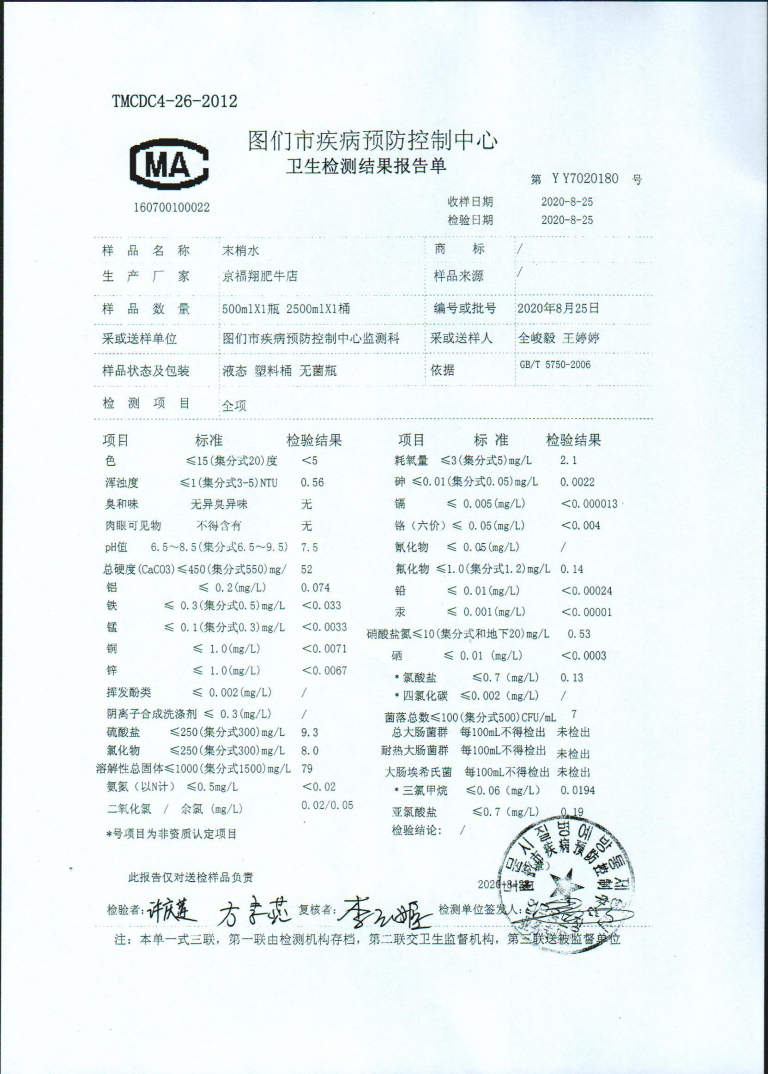 TMCDC4-26-2012
图们市疾病预防控制中心
MA
卫生检测结果报告单
160700100022
第 YY7020180 号
收样日期 2020-8-25
检验日期 2020-8-25
样品名称 末梢水 商标 /
生产厂家 京福翔肥牛店 样品来源 /
样品数量 500mlX1瓶 2500mlX1桶 编号或批号 2020年8月25日
采或送样单位 图们市疾病预防控制中心监测科 采或送样人 全峻毅 王婷婷
样品状态及包装 液态 塑料桶 无菌瓶 依据 GB/T 5750-2006
检测项目 全项
项目 标准 检验结果 项目 标准 检验结果
色 ≤15(集分式20)度 <5 耗氧量 ≤3(集分式5)mg/L 2.1
浑浊度 ≤1(集分式3-5)NTU 0.56 砷 ≤0.01(集分式0.05)mg/L 0.0022
臭和味 无异臭异味 无 镉 ≤ 0.005(mg/L) <0.000013
肉眼可见物 不得含有 无 铬（六价）≤ 0.05(mg/L) <0.004
pH值 6.5~8.5(集分式6.5~9.5) 7.5 氰化物 ≤ 0.05(mg/L) /
总硬度(CaCO3)≤450(集分式550)mg/ 52 氟化物 ≤1.0(集分式1.2)mg/L 0.14
铝 ≤ 0.2(mg/L) 0.074 铅 ≤ 0.01(mg/L) <0.00024
铁 ≤ 0.3(集分式0.5)mg/L <0.033 汞 ≤ 0.001(mg/L) <0.00001
锰 ≤ 0.1(集分式0.3)mg/L <0.0033 硝酸盐氮≤10(集分式和地下20)mg/L 0.53
铜 ≤ 1.0(mg/L) <0.0071 硒 ≤ 0.01 (mg/L) <0.0003
锌 ≤ 1.0(mg/L) <0.0067 *氯酸盐 ≤0.7 (mg/L) 0.13
挥发酚类 ≤ 0.002(mg/L) / *四氯化碳 ≤0.002 (mg/L) /
阴离子合成洗涤剂 ≤ 0.3(mg/L) / 菌落总数≤100(集分式500)CFU/mL 7
硫酸盐 ≤250(集分式300)mg/L 9.3 总大肠菌群 每100mL不得检出 未检出
氯化物 ≤250(集分式300)mg/L 8.0 耐热大肠菌群 每100mL不得检出 未检出
溶解性总固体≤1000(集分式1500)mg/L 79 大肠埃希氏菌 每100mL不得检出 未检出
氨氮（以N计） ≤0.5mg/L <0.02 *三氯甲烷 ≤0.06（mg/L） 0.0194
二氧化氯 / 余氯 (mg/L) 0.02/0.05 亚氯酸盐 ≤0.7（mg/L） 0.19
*号项目为非资质认定项目 检验结论: /
此报告仅对送检样品负责
检验者: 复核者: 检测单位签发人:
注: 本单一式三联，第一联由检测机构存档，第二联交卫生监督机构，第三联送被监督单位